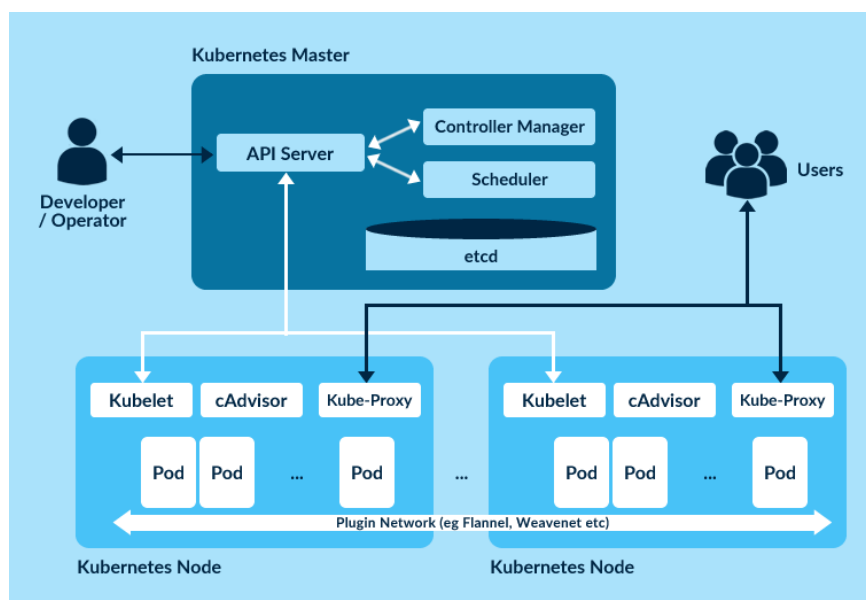 Kubernetes Master
API Server
Controller Manager
Scheduler
etcd
Developer
/ Operator
Users
Kubelet
cAdvisor
Kube-Proxy
Pod
Pod
...
Pod
Kubernetes Node
...
Kubelet
cAdvisor
Kube-Proxy
Pod
Pod
...
Pod
Plugin Network (eg Flannel, Weavenet etc)
Kubernetes Node